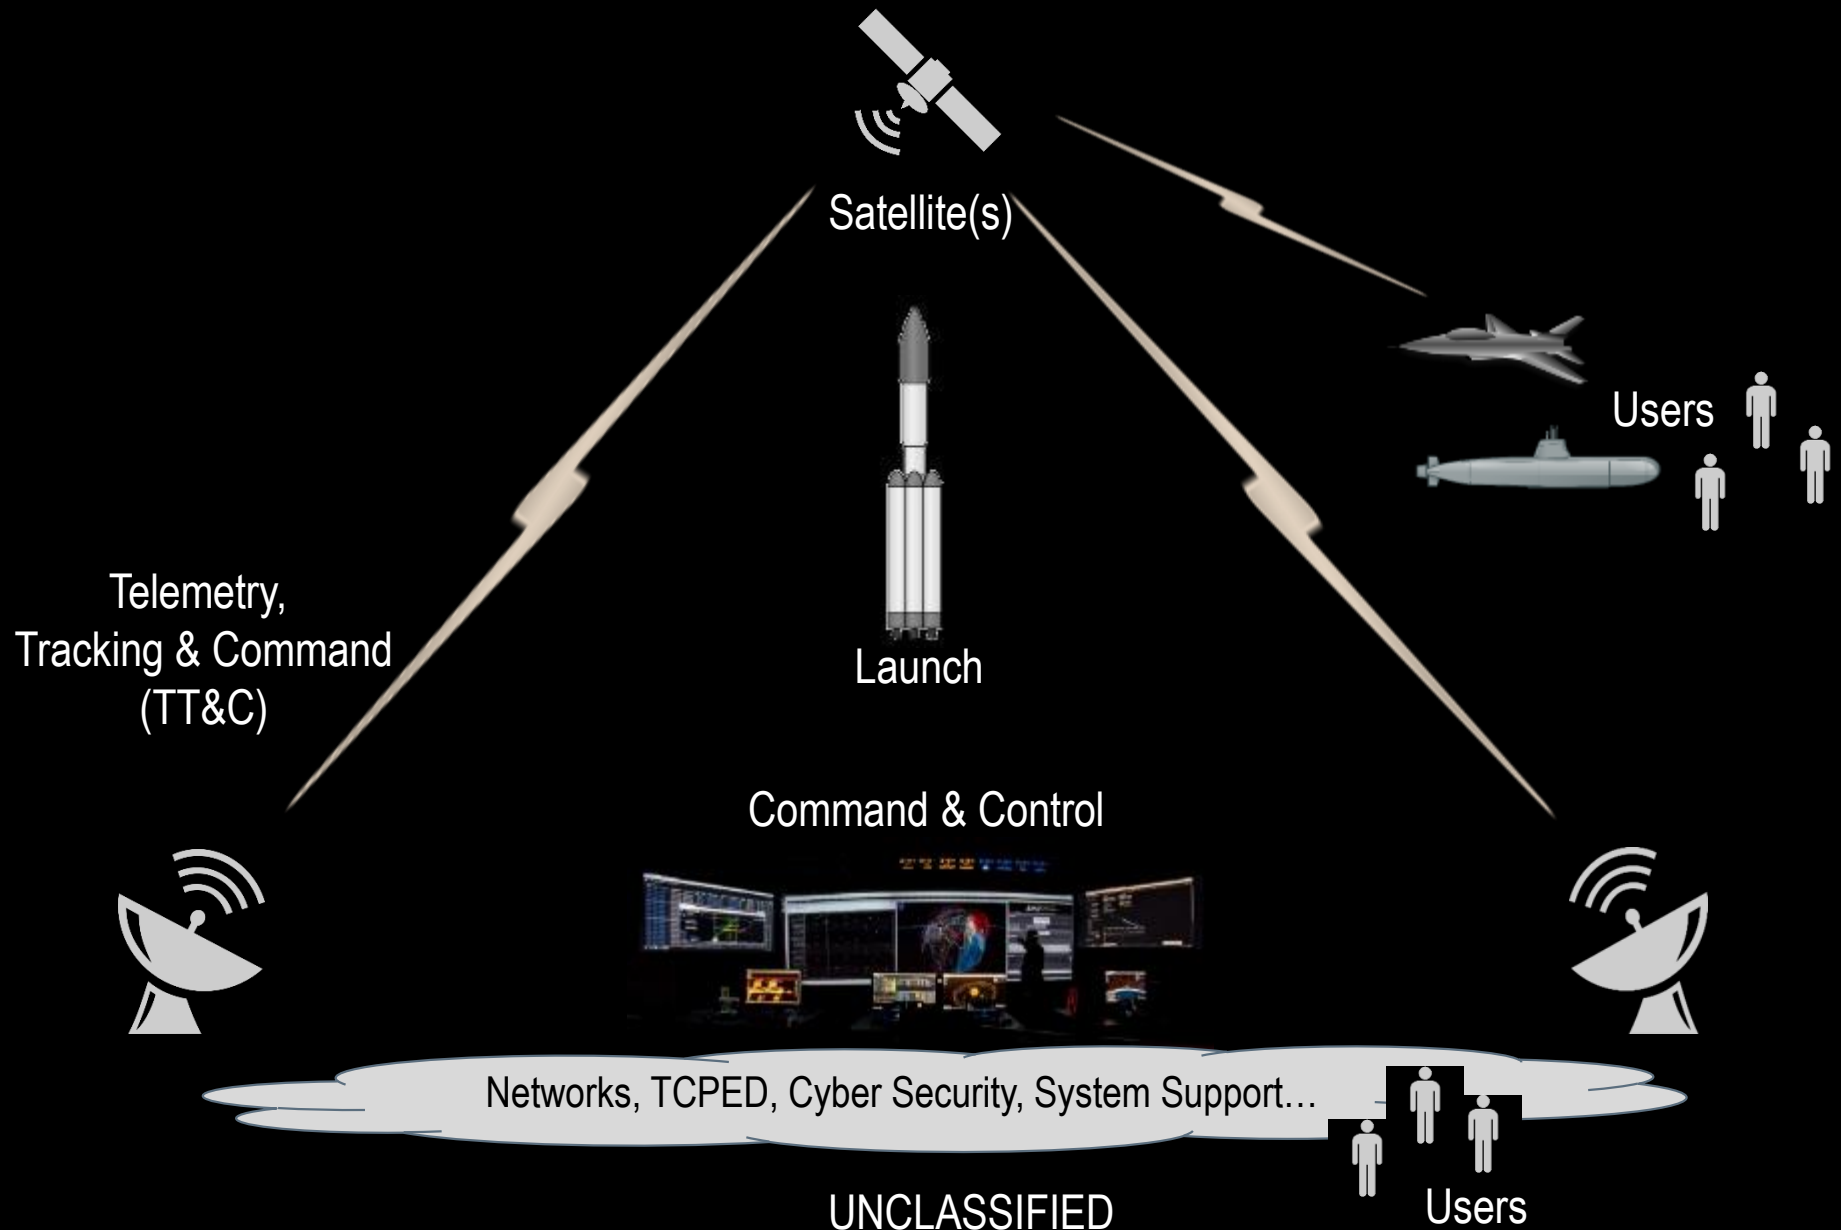 Satellite(s)
Users
Telemetry,
Tracking & Command
(TT&C)
Launch
Command & Control
Networks, TCPED, Cyber Security, System Support…
Users
UNCLASSIFIED